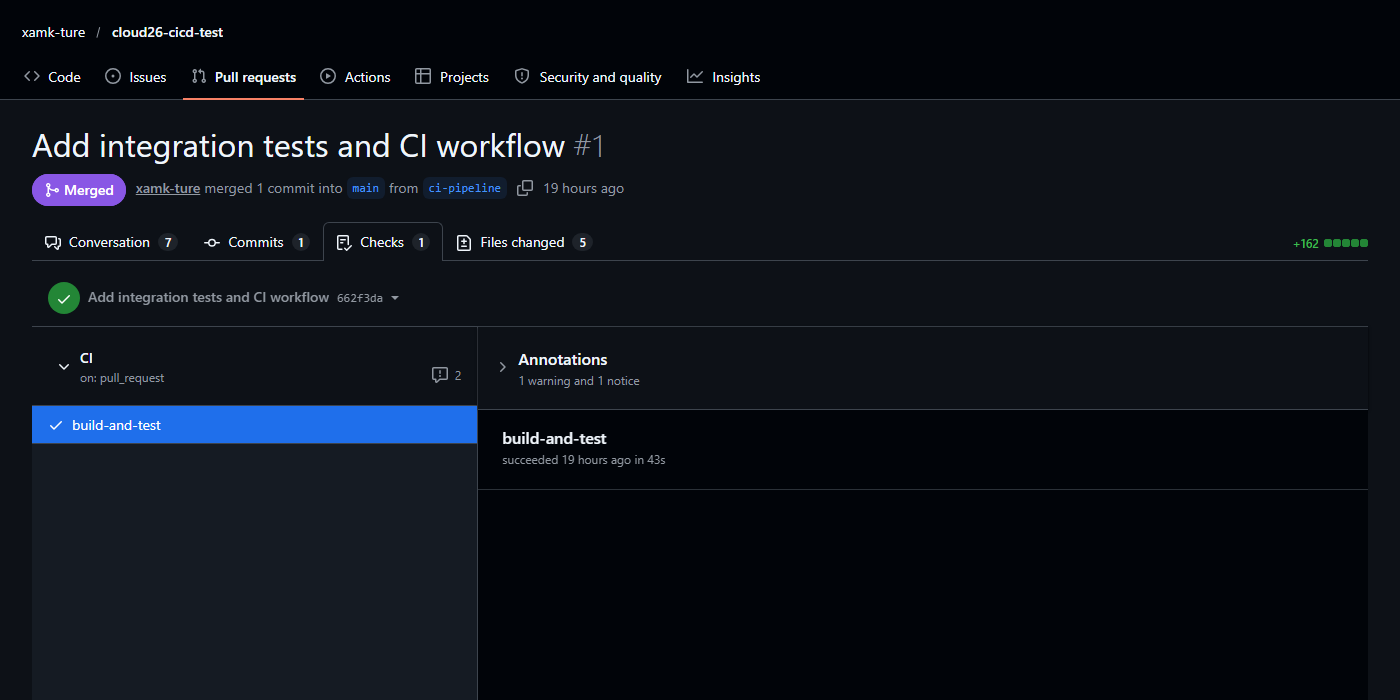 xamk-ture / cloud26-cicd-test
Code Issues Pull requests Actions Projects Security and quality Insights
Add integration tests and CI workflow #1
Merged xamk-ture merged 1 commit into main from ci-pipeline 19 hours ago
Conversation 7 Commits 1 Checks 1 Files changed 5 +162
Add integration tests and CI workflow 662f3da
CI
on: pull_request
2
build-and-test
Annotations
1 warning and 1 notice
build-and-test
succeeded 19 hours ago in 43s